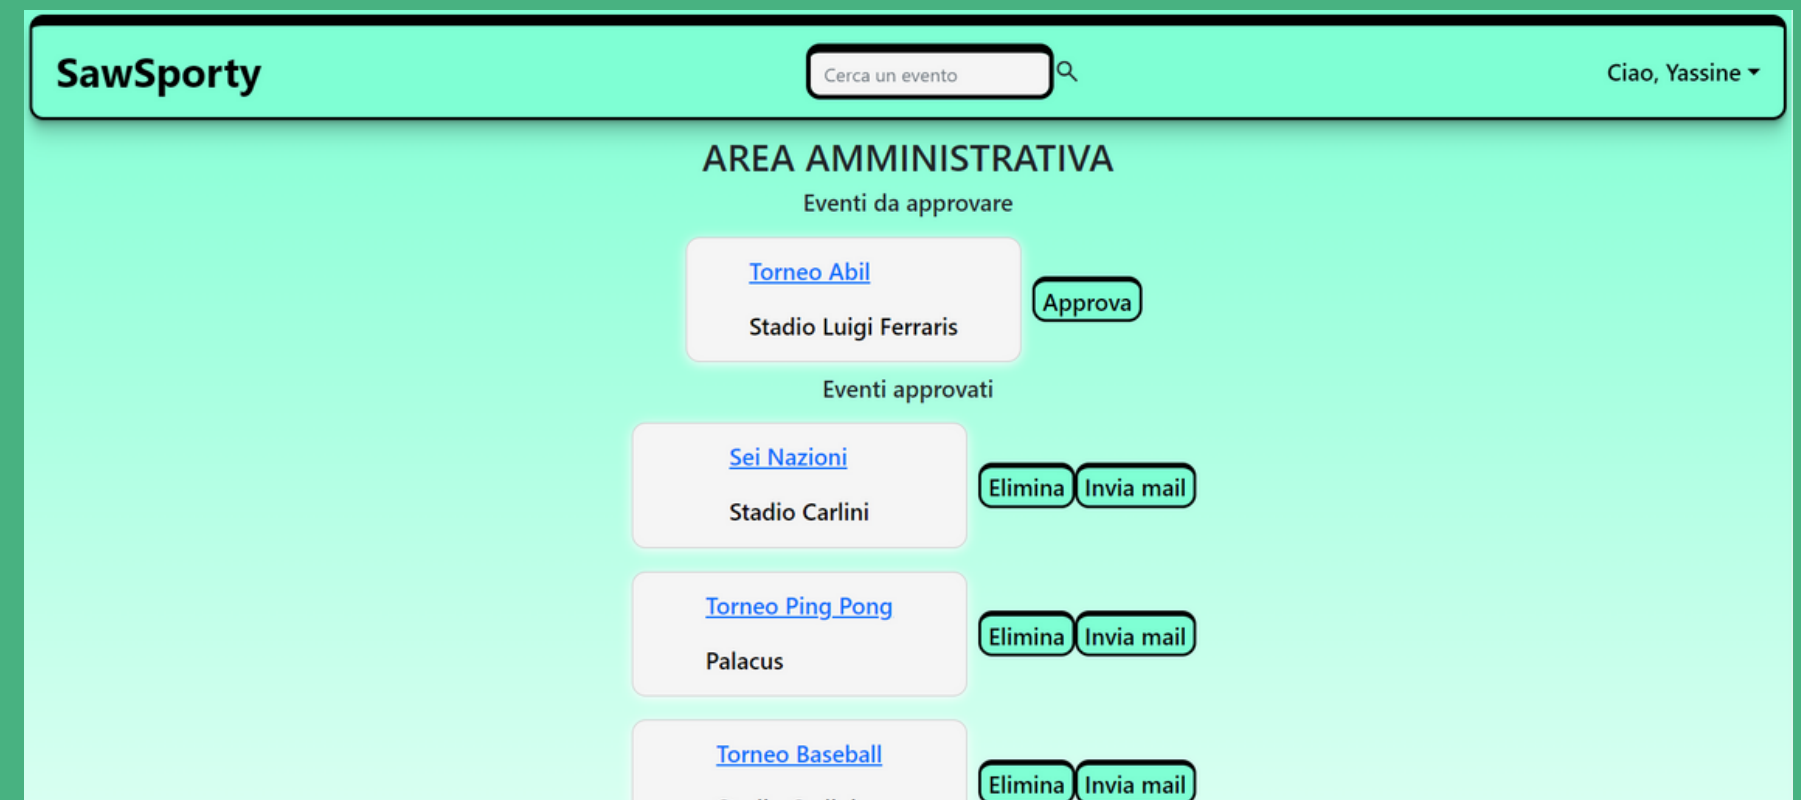 SawSporty
Cerca un evento
Ciao, Yassine
AREA AMMINISTRATIVA
Eventi da approvare
Torneo Abil
Stadio Luigi Ferraris
Approva
Eventi approvati
Sei Nazioni
Stadio Carlini
Elimina
Invia mail
Torneo Ping Pong
Palacus
Elimina
Invia mail
Torneo Baseball
Elimina
Invia mail